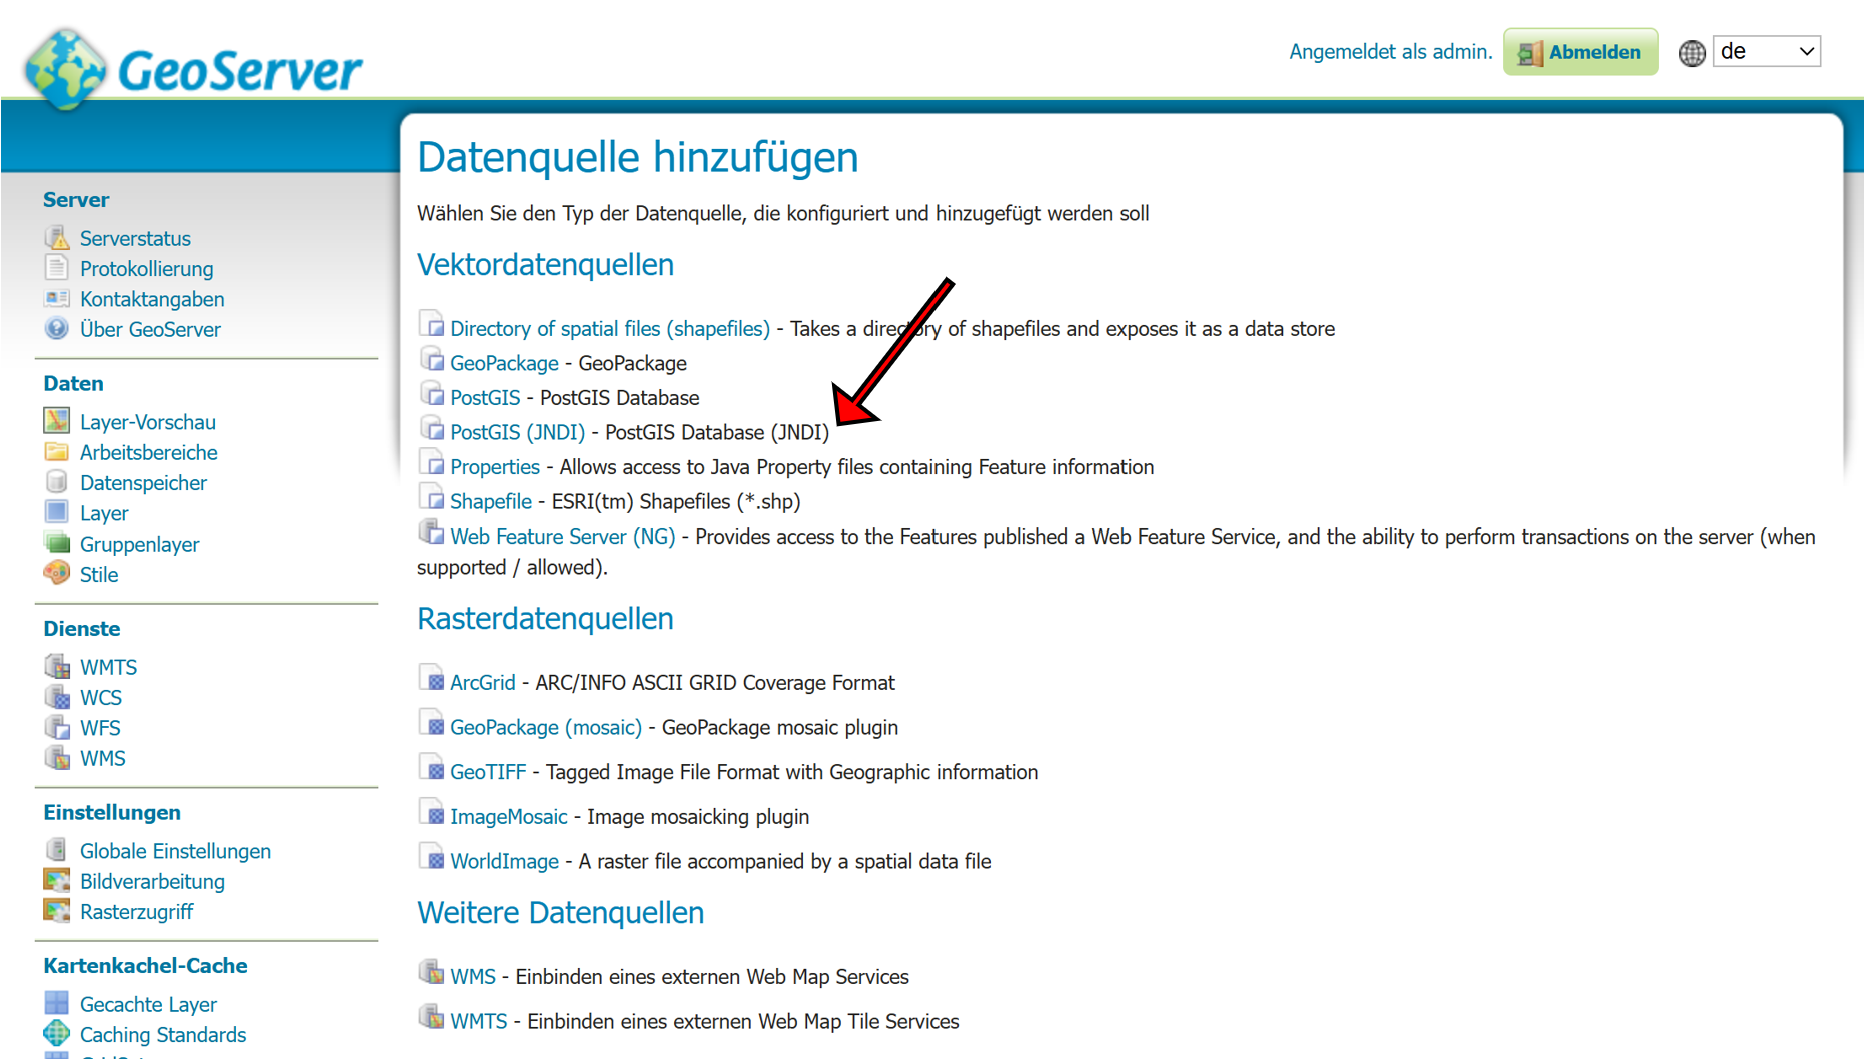 GeoServer
Angemeldet als admin.
Abmelden
de
Server
Serverstatus
Protokollierung
Kontaktangaben
Über GeoServer
Daten
Layer-Vorschau
Arbeitsbereiche
Datenspeicher
Layer
Gruppenlayer
Stile
Dienste
WMTS
WCS
WFS
WMS
Einstellungen
Globale Einstellungen
Bildverarbeitung
Rasterzugriff
Kartenkachel-Cache
Gecachte Layer
Caching Standards
Datenquelle hinzufügen
Wählen Sie den Typ der Datenquelle, die konfiguriert und hinzugefügt werden soll
Vektordatenquellen
Directory of spatial files (shapefiles) - Takes a directory of shapefiles and exposes it as a data store
GeoPackage - GeoPackage
PostGIS - PostGIS Database
PostGIS (JNDI) - PostGIS Database (JNDI)
Properties - Allows access to Java Property files containing Feature information
Shapefile - ESRI(tm) Shapefiles (*.shp)
Web Feature Server (NG) - Provides access to the Features published a Web Feature Service, and the ability to perform transactions on the server (when
supported / allowed).
Rasterdatenquellen
ArcGrid - ARC/INFO ASCII GRID Coverage Format
GeoPackage (mosaic) - GeoPackage mosaic plugin
GeoTIFF - Tagged Image File Format with Geographic information
ImageMosaic - Image mosaicking plugin
WorldImage - A raster file accompanied by a spatial data file
Weitere Datenquellen
WMS - Einbinden eines externen Web Map Services
WMTS - Einbinden eines externen Web Map Tile Services